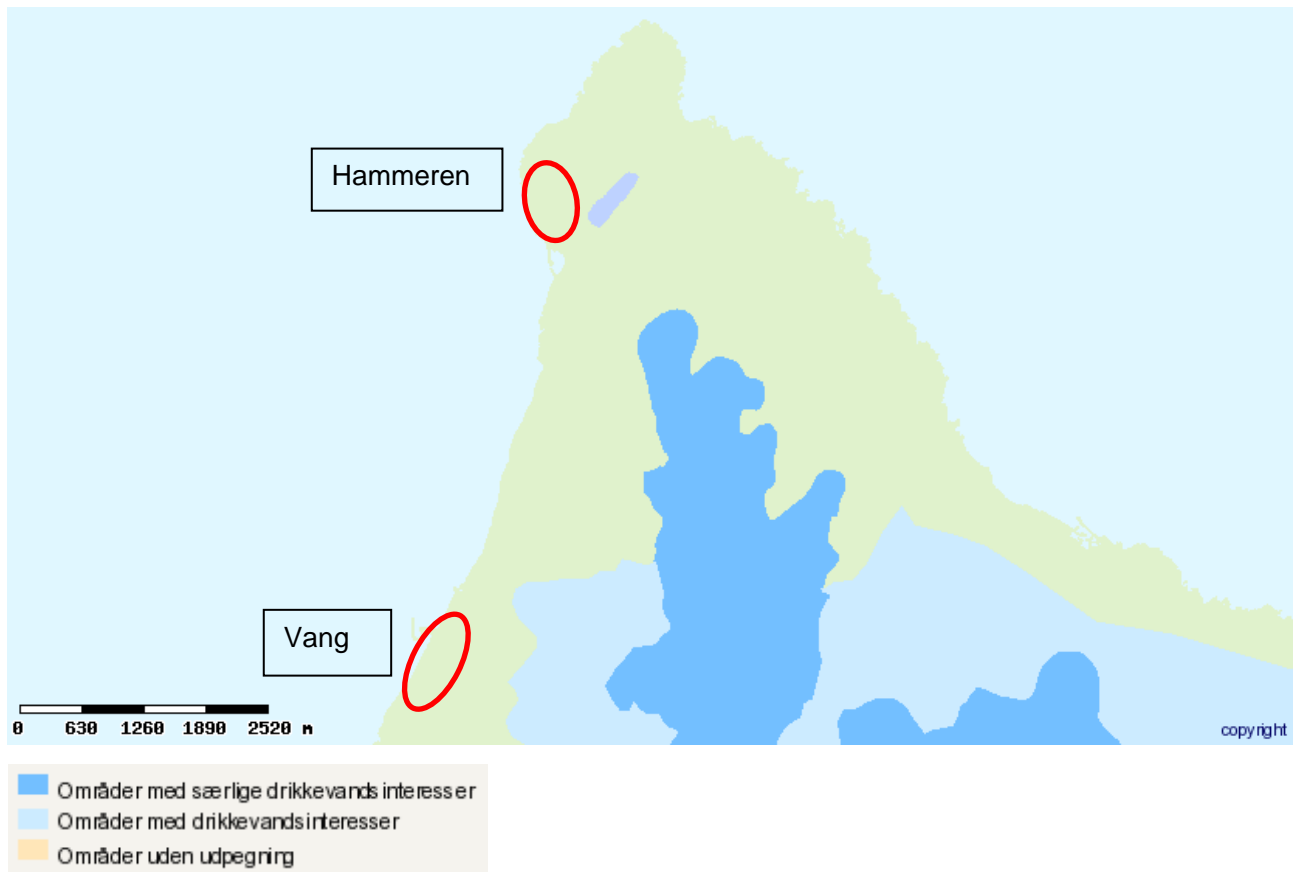 Hammeren
Vang
0 630 1260 1890 2520 m
copyright
Områder med særlige drikkevandsinteresser
Områder med drikkevandsinteresser
Områder uden udpegning